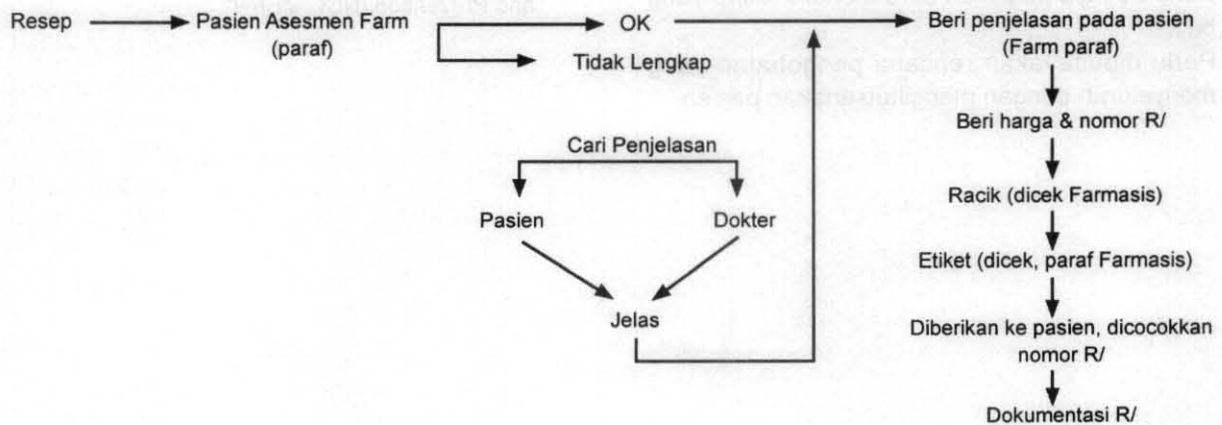 Resep
Pasien Asesmen Farm
(paraf)
OK
Tidak Lengkap
Cari Penjelasan
Pasien
Dokter
Jelas
Beri penjelasan pada pasien
(Farm paraf)
Beri harga & nomor R/
Racik (dicek Farmasis)
Etiket (dicek, paraf Farmasis)
Diberikan ke pasien, dicocokkan
nomor R/
Dokumentasi R/